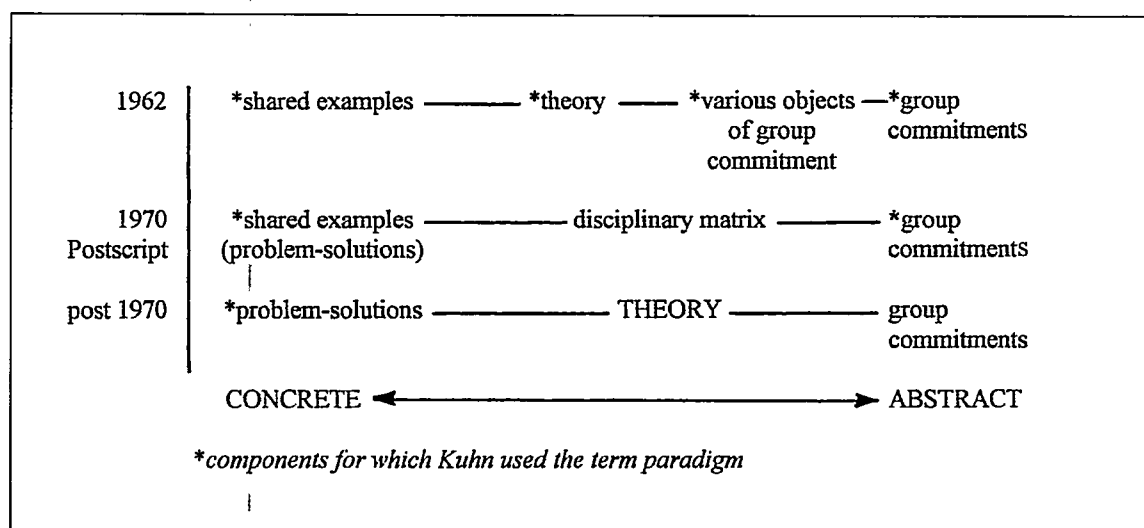 1962 *shared examples *theory *various objects *group
of group commitments
commitment
1970 *shared examples disciplinary matrix *group
Postscript (problem-solutions) commitments
post 1970 *problem-solutions THEORY group
commitments
CONCRETE ABSTRACT
*components for which Kuhn used the term paradigm